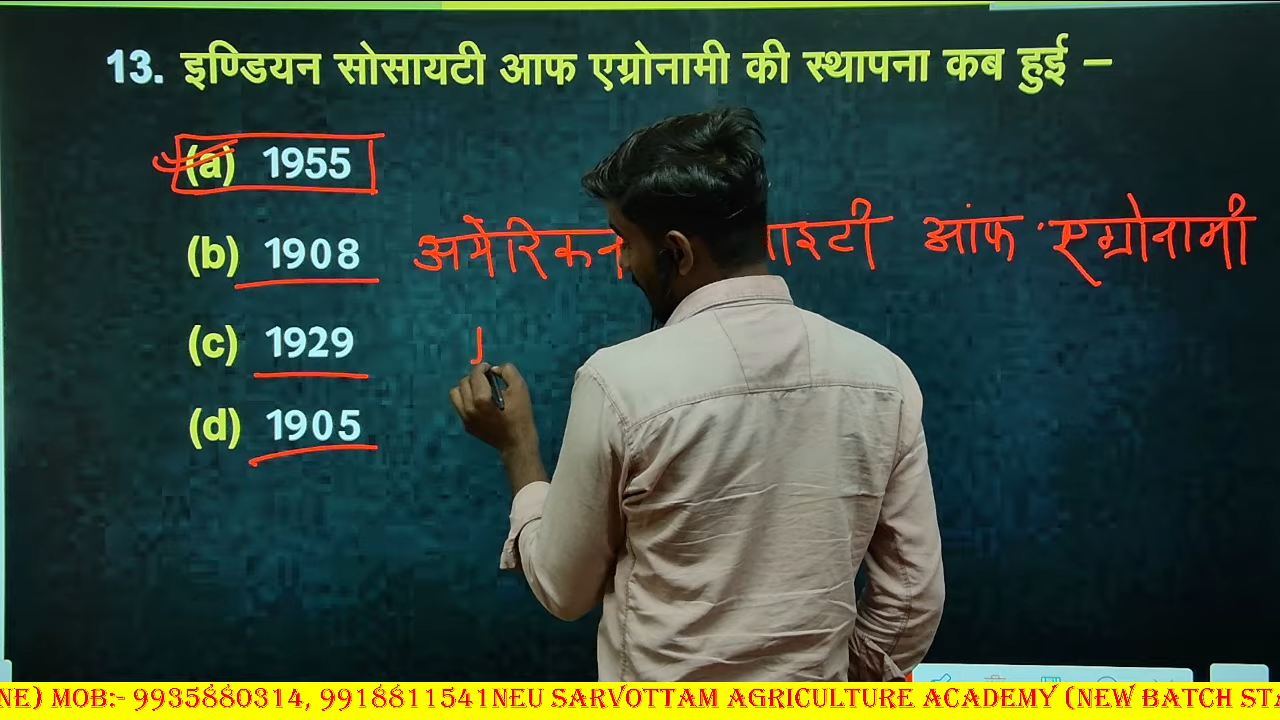 13. इण्डियन सोसायटी आफ एग्रोनामी की स्थापना कब हुई –
(a) 1955
(b) 1908 अमेरिकन ाइटी आंफ एग्रोनामी
(c) 1929
(d) 1905
NE) MOB:- 9935880314, 9918811541NEU SARVOTTAM AGRICULTURE ACADEMY (NEW BATCH STA